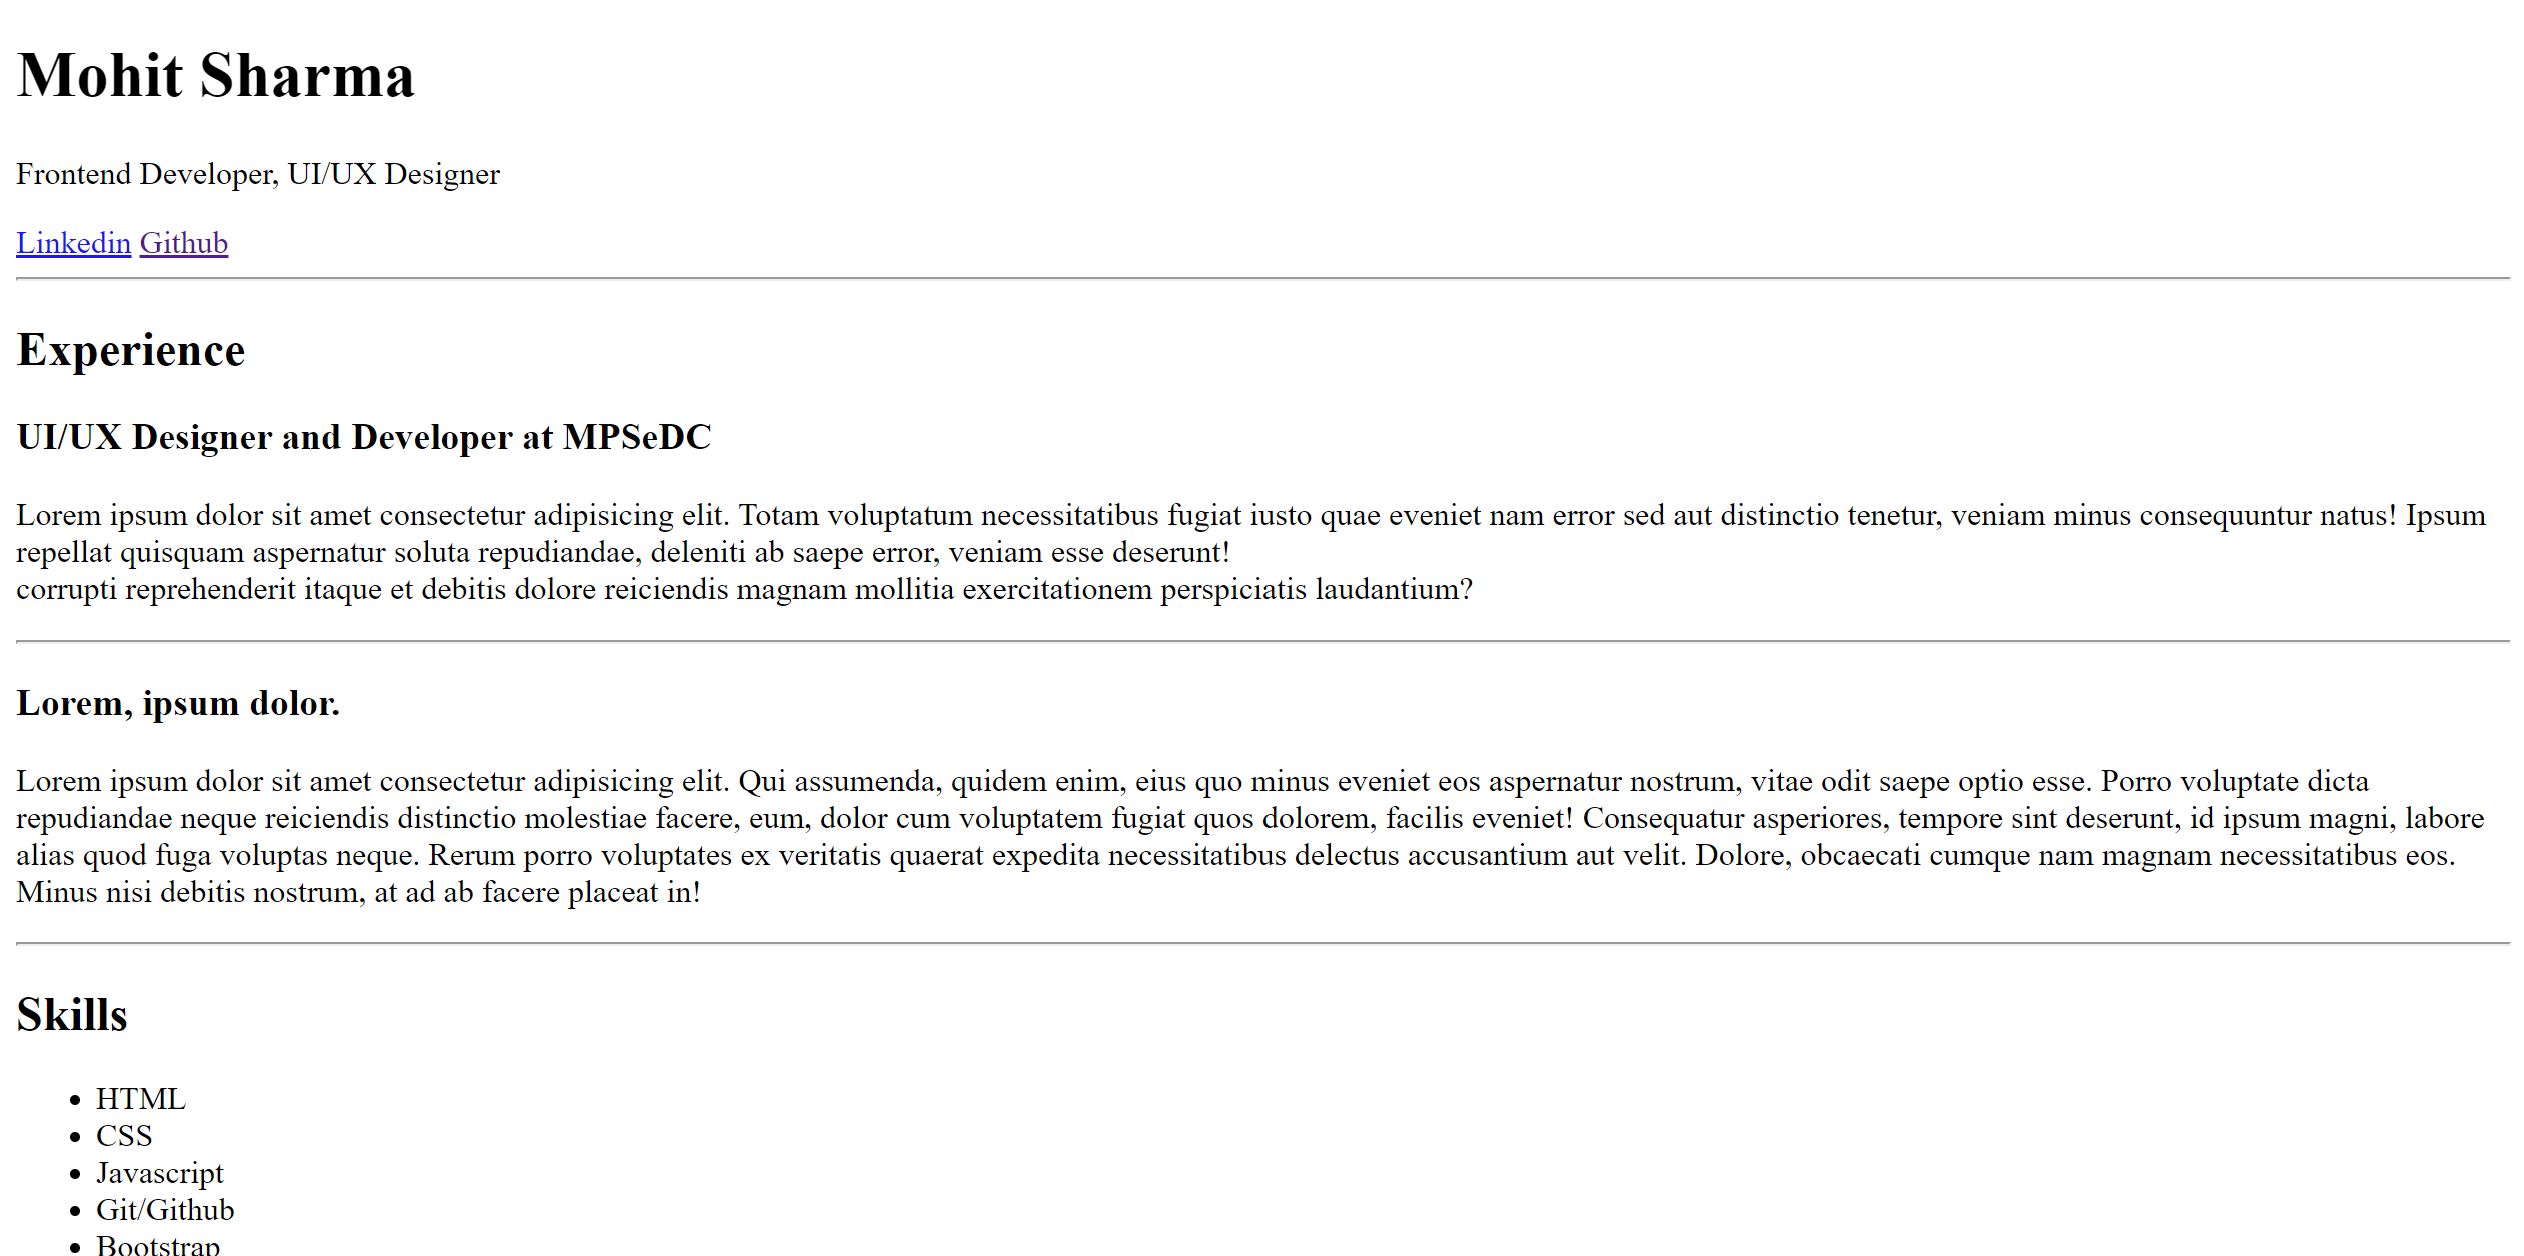 Mohit Sharma
Frontend Developer, UI/UX Designer
Linkedin Github
Experience
UI/UX Designer and Developer at MPSeDC
Lorem ipsum dolor sit amet consectetur adipisicing elit. Totam voluptatum necessitatibus fugiat iusto quae eveniet nam error sed aut distinctio tenetur, veniam minus consequuntur natus! Ipsum
repellat quisquam aspernatur soluta repudiandae, deleniti ab saepe error, veniam esse deserunt!
corrupti reprehenderit itaque et debitis dolore reiciendis magnam mollitia exercitationem perspiciatis laudantium?
Lorem, ipsum dolor.
Lorem ipsum dolor sit amet consectetur adipisicing elit. Qui assumenda, quidem enim, eius quo minus eveniet eos aspernatur nostrum, vitae odit saepe optio esse. Porro voluptate dicta
repudiandae neque reiciendis distinctio molestiae facere, eum, dolor cum voluptatem fugiat quos dolorem, facilis eveniet! Consequatur asperiores, tempore sint deserunt, id ipsum magni, labore
alias quod fuga voluptas neque. Rerum porro voluptates ex veritatis quaerat expedita necessitatibus delectus accusantium aut velit. Dolore, obcaecati cumque nam magnam necessitatibus eos.
Minus nisi debitis nostrum, at ad ab facere placeat in!
Skills
HTML
CSS
Javascript
Git/Github
Bootstrap